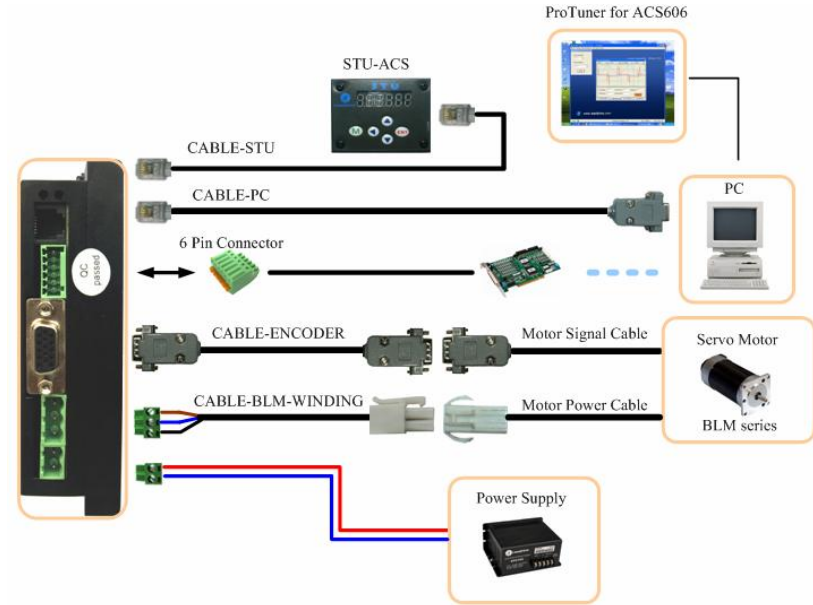 ProTuner for ACS606
STU-ACS
STU
CABLE-STU
CABLE-PC
PC
6 Pin Connector
QC
passed
CABLE-ENCODER
Motor Signal Cable
Servo Motor
CABLE-BLM-WINDING
Motor Power Cable
BLM series
Power Supply